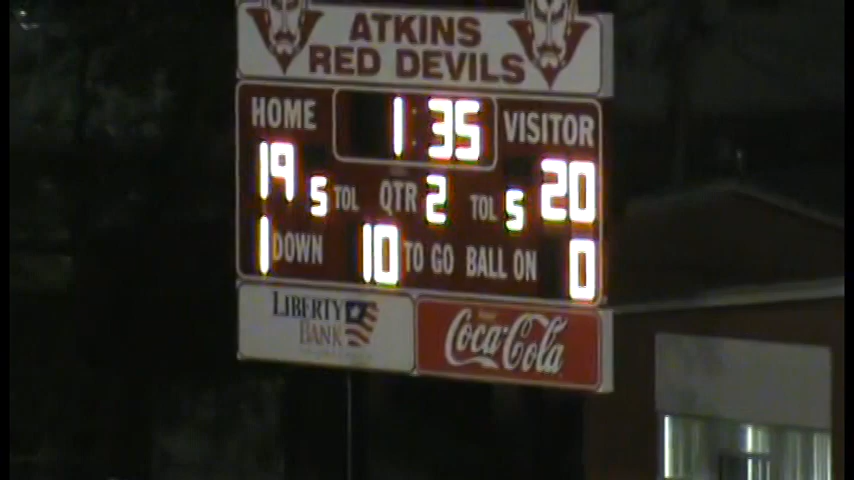 ATKINS
RED DEVILS
HOME 1:35 VISITOR
19 5 TOL QTR 2 TOL 5 20
1 DOWN 10 TO GO BALL ON 0
LIBERTY
BANK
Coca-Cola